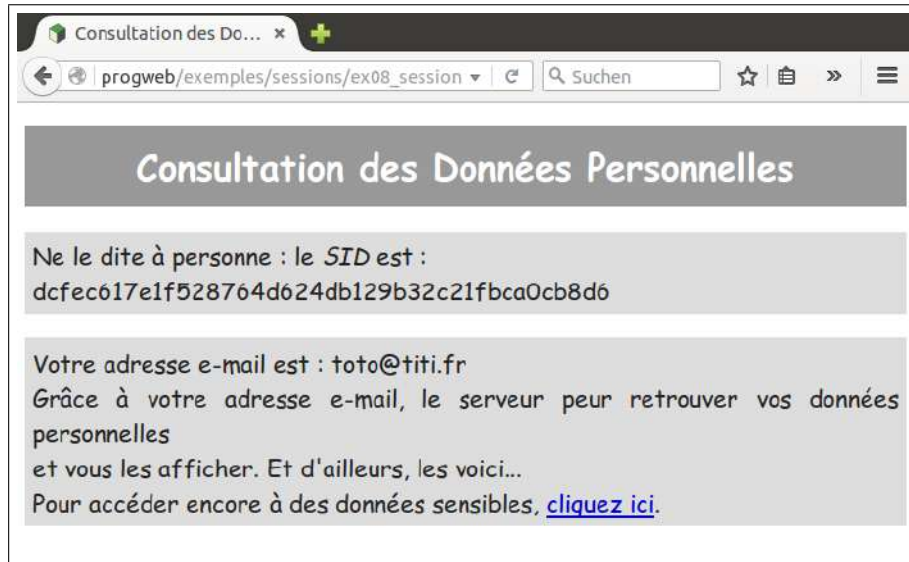 Consultation des Do... ×
progweb/exemples/sessions/ex08_session
Suchen
Consultation des Données Personnelles
Ne le dite à personne : le SID est :
dcfec617e1f528764d624db129b32c21fbca0cb8d6
Votre adresse e-mail est : toto@titi.fr
Grâce à votre adresse e-mail, le serveur peur retrouver vos données
personnelles
et vous les afficher. Et d'ailleurs, les voici...
Pour accéder encore à des données sensibles, cliquez ici.